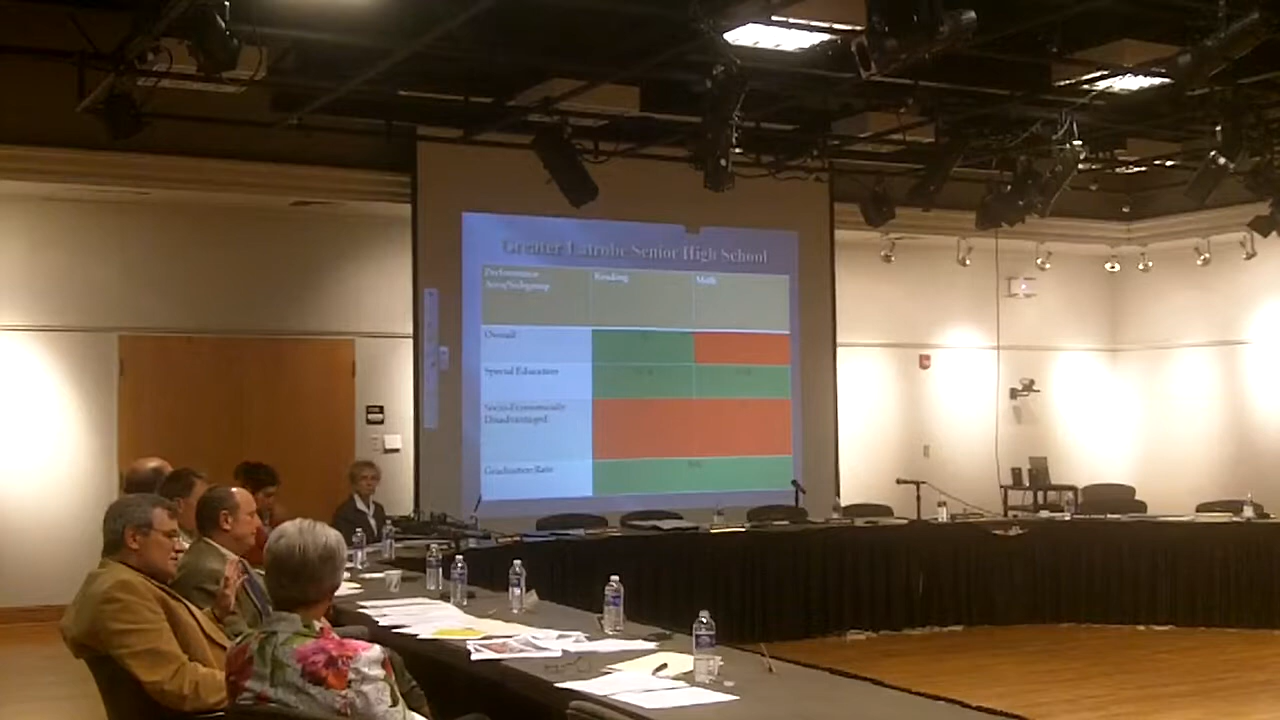 Greater Latrobe Senior High School
Performance
Area/Subgroup
Reading
Math
Overall
Special Education
Socio-Economically
Disadvantaged
Graduation Rate